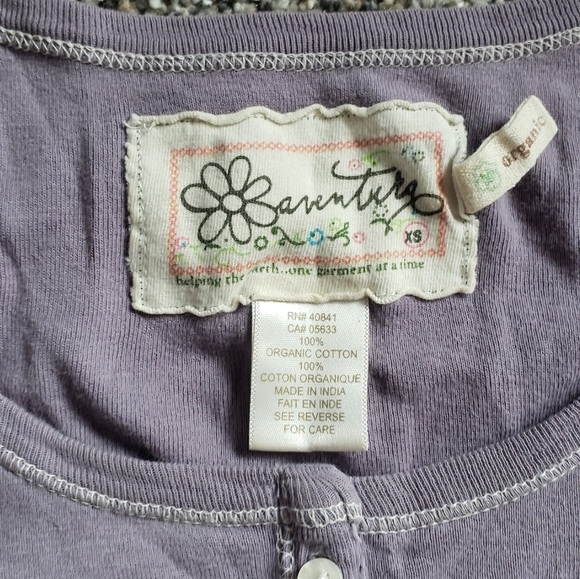 aventura
XS
helping the earth...one garment at a time
organic
RN# 40841
CA# 05633
100%
ORGANIC COTTON
100%
COTON ORGANIQUE
MADE IN INDIA
FAIT EN INDE
SEE REVERSE
FOR CARE